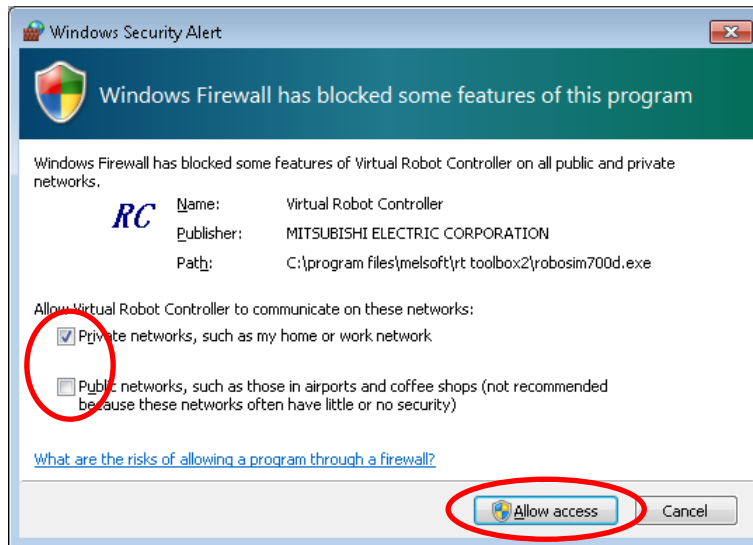 Windows Security Alert
Windows Firewall has blocked some features of this program
Windows Firewall has blocked some features of Virtual Robot Controller on all public and private
networks.
RC
Name: Virtual Robot Controller
Publisher: MITSUBISHI ELECTRIC CORPORATION
Path: C:\program files\melsoft\rt toolbox2\robosim700d.exe
Allow Virtual Robot Controller to communicate on these networks:
Private networks, such as my home or work network
Public networks, such as those in airports and coffee shops (not recommended
because these networks often have little or no security)
What are the risks of allowing a program through a firewall?
Allow access Cancel